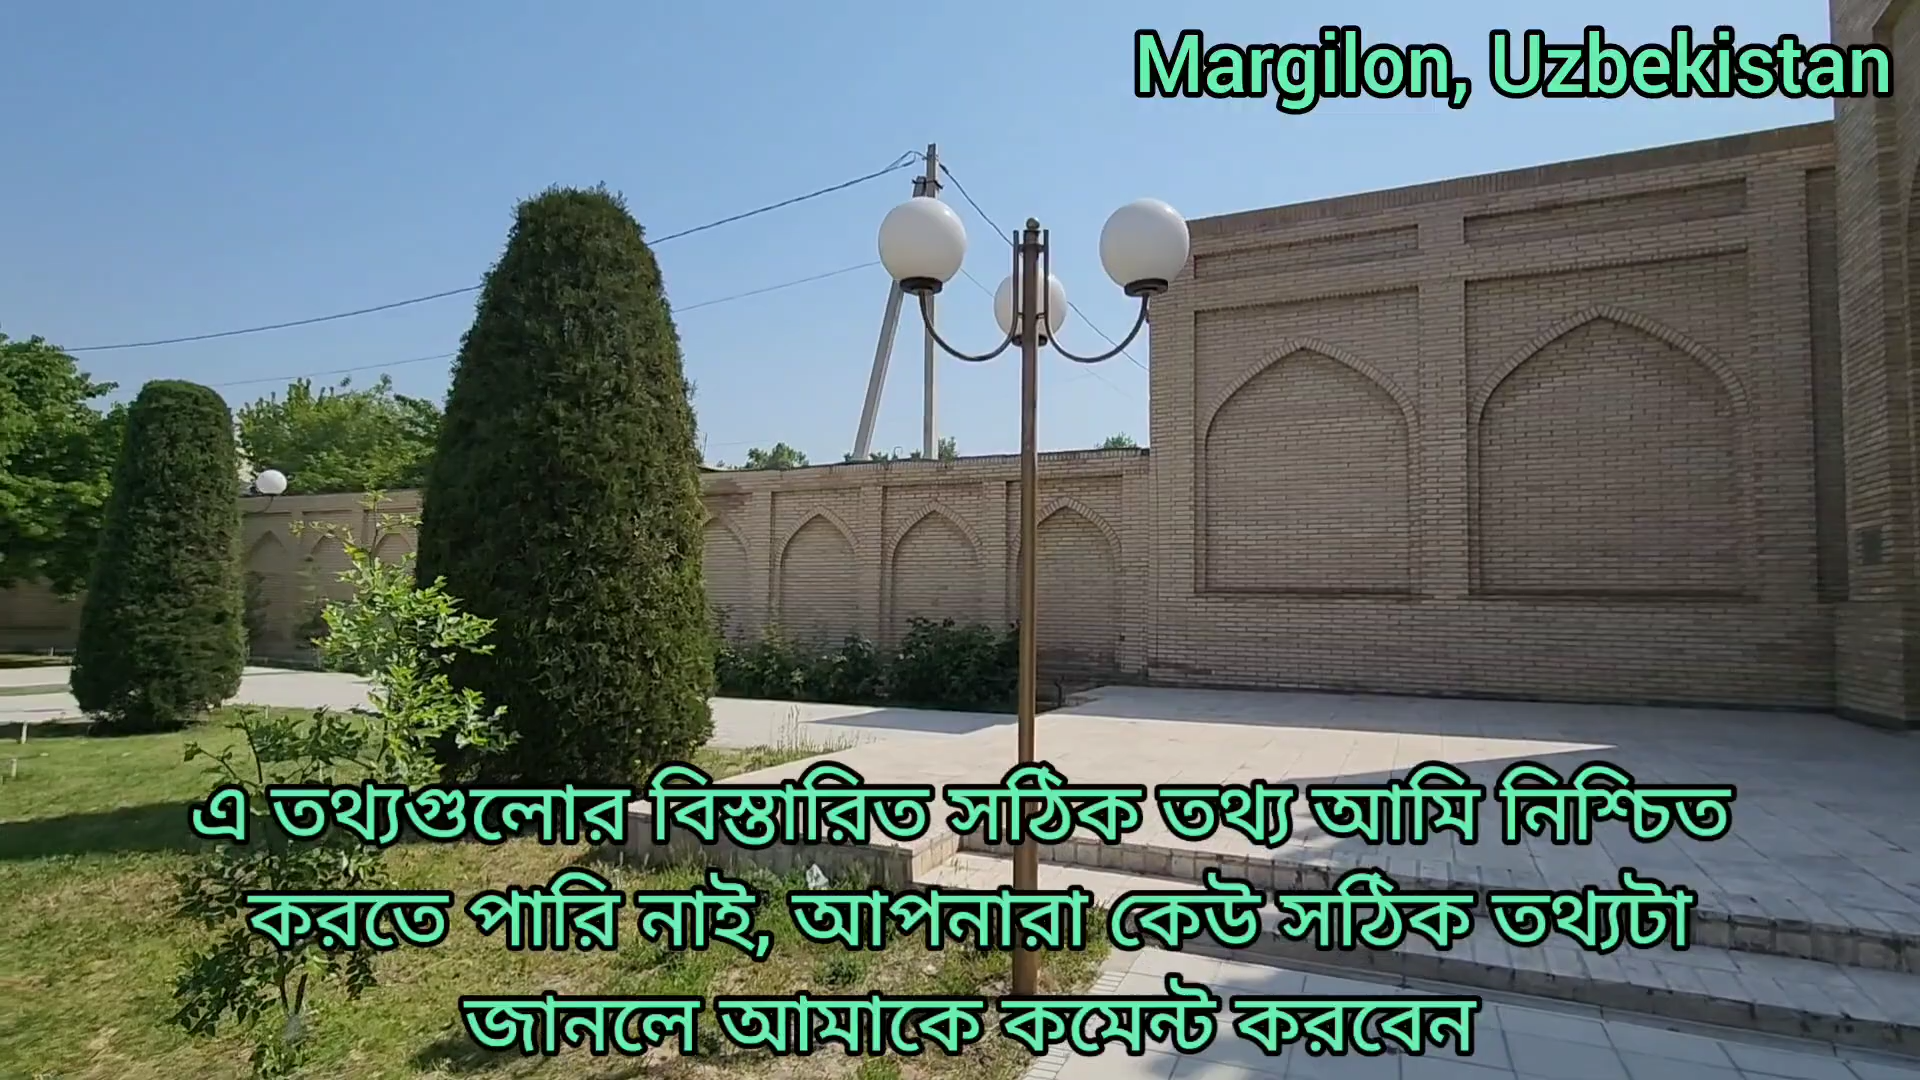 Margilon, Uzbekistan
এ তথ্যগুলোর বিস্তারিত সঠিক তথ্য আমি নিশ্চিত
করতে পারি নাই, আপনারা কেউ সঠিক তথ্যটা
জানলে আমাকে কমেন্ট করবেন